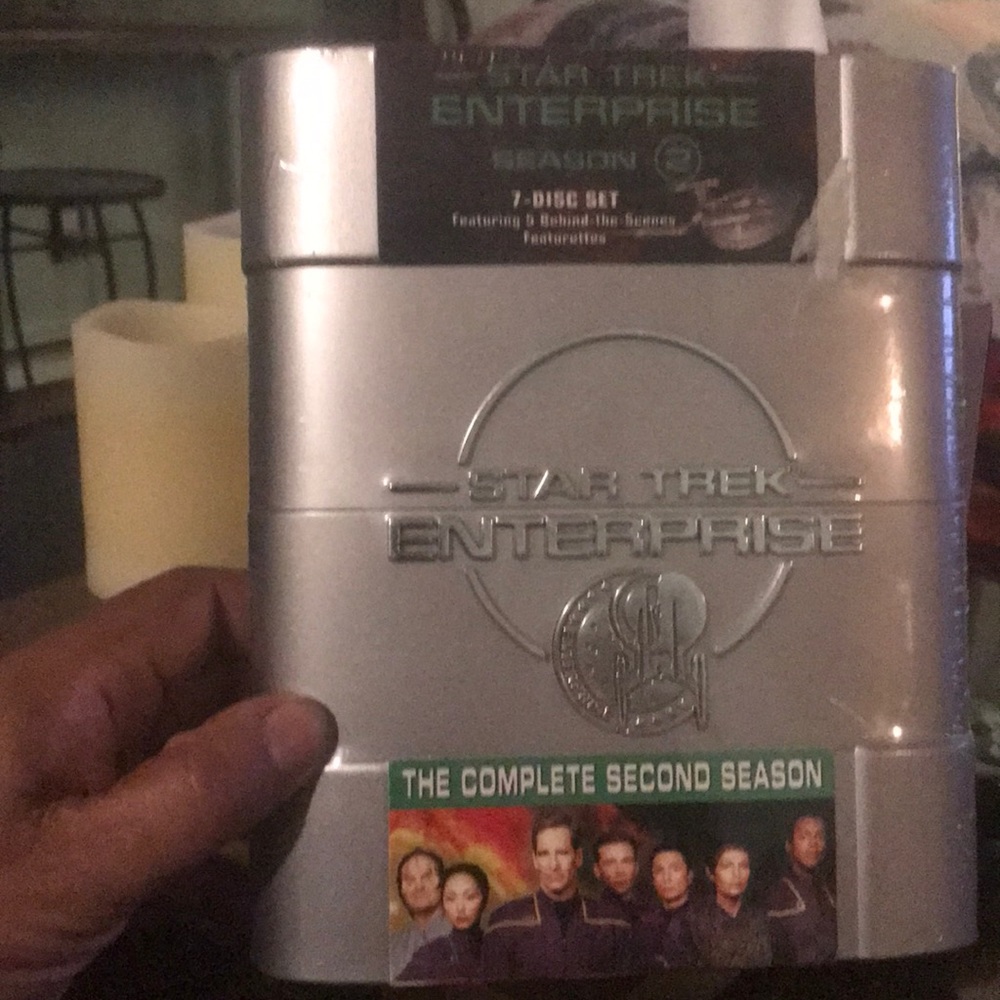 STAR TREK
ENTERPRISE
SEASON 2
7-DISC SET
Featuring 5 Behind-the-Scenes
Featurettes
STAR TREK
ENTERPRISE
THE COMPLETE SECOND SEASON